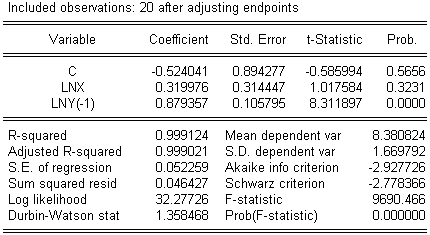 Included observations: 20 after adjusting endpoints
Variable Coefficient Std. Error t-Statistic Prob.
C -0.524041 0.894277 -0.585994 0.5656
LNX 0.319976 0.314447 1.017584 0.3231
LNY(-1) 0.879357 0.105795 8.311897 0.0000
R-squared 0.999124 Mean dependent var 8.380824
Adjusted R-squared 0.999021 S.D. dependent var 1.669792
S.E. of regression 0.052259 Akaike info criterion -2.927726
Sum squared resid 0.046427 Schwarz criterion -2.778366
Log likelihood 32.27726 F-statistic 9690.466
Durbin-Watson stat 1.358468 Prob(F-statistic) 0.000000